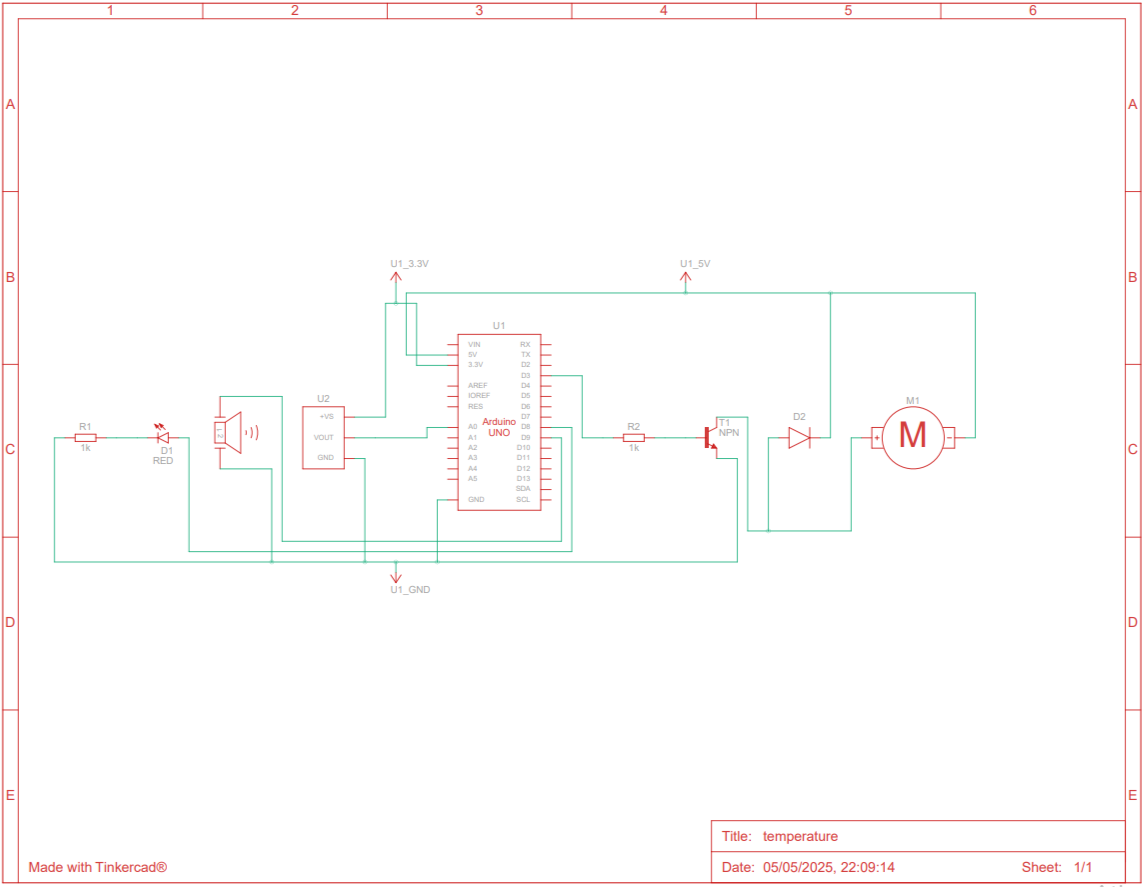 1 2 3 4 5 6
A A
B B
U1_3.3V U1_5V
U1
VIN RX
5V TX
3.3V D2
D3
AREF D4
IOREF D5
RES D6
D7
A0 Arduino D8
A1 UNO D9
A2 D10
A3 D11
A4 D12
A5 D13
SDA
GND SCL
U2
+VS
VOUT
GND
C C
R1
1k
D1
RED
R2
1k
T1
NPN
D2
M1
+ M -
U1_GND
D D
E E
Title: temperature
Date: 05/05/2025, 22:09:14 Sheet: 1/1
Made with Tinkercad®